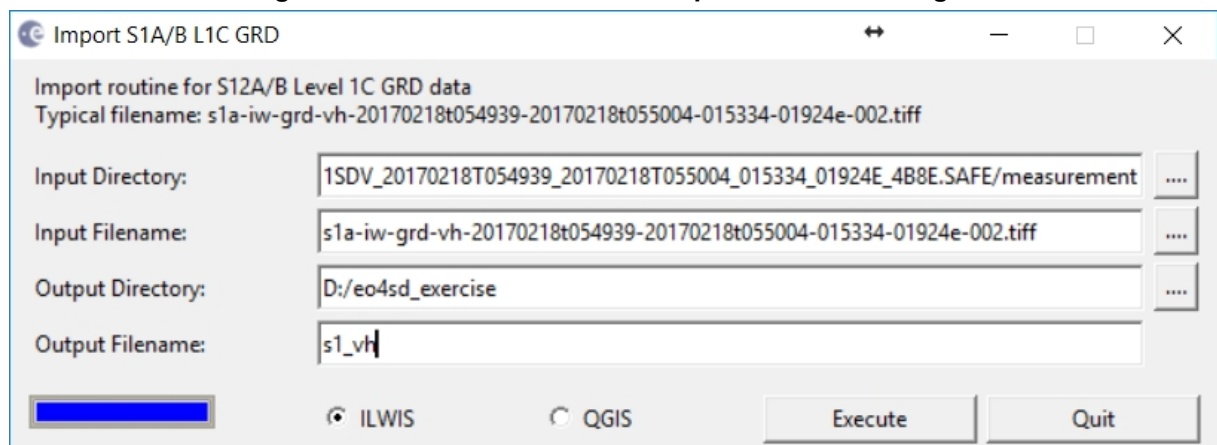 Import S1A/B L1C GRD
Import routine for S12A/B Level 1C GRD data
Typical filename: s1a-iw-grd-vh-20170218t054939-20170218t055004-015334-01924e-002.tiff
Input Directory: 1SDV_20170218T054939_20170218T055004_015334_01924E_4B8E.SAFE/measurement ....
Input Filename: s1a-iw-grd-vh-20170218t054939-20170218t055004-015334-01924e-002.tiff ....
Output Directory: D:/eo4sd_exercise ....
Output Filename: s1_vh
ILWIS QGIS Execute Quit